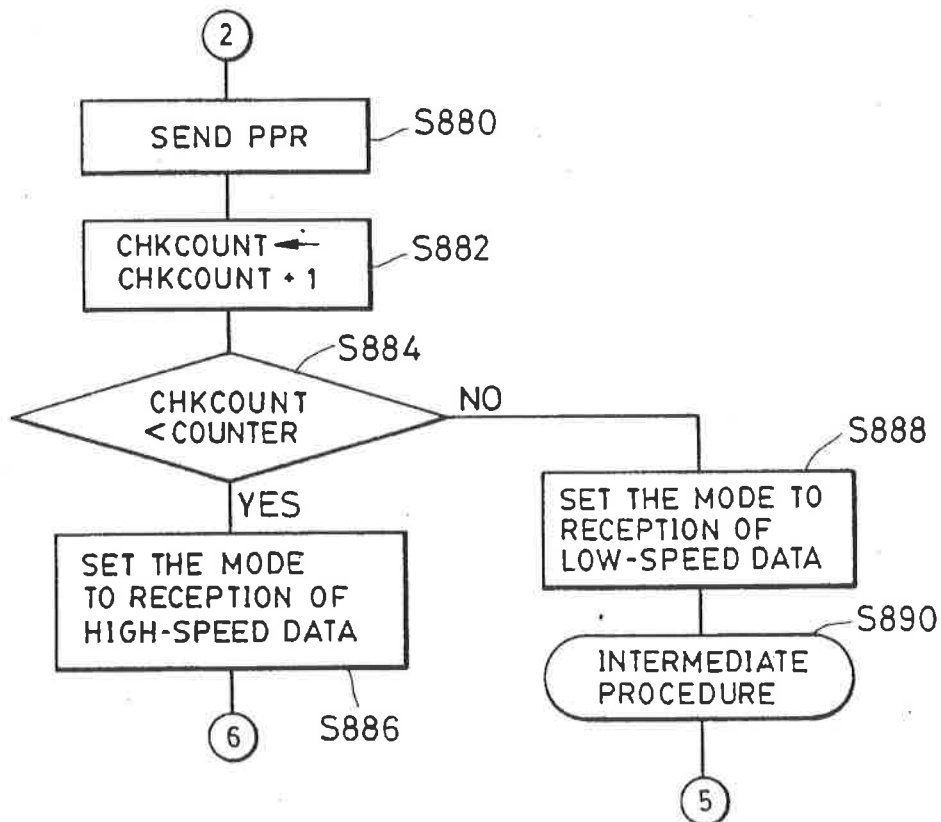 2
SEND PPR
S880
CHKCOUNT ←
CHKCOUNT + 1
S882
S884
CHKCOUNT
< COUNTER
NO
YES
S888
SET THE MODE TO
RECEPTION OF
LOW-SPEED DATA
SET THE MODE
TO RECEPTION OF
HIGH-SPEED DATA
S886
S890
INTERMEDIATE
PROCEDURE
6
5